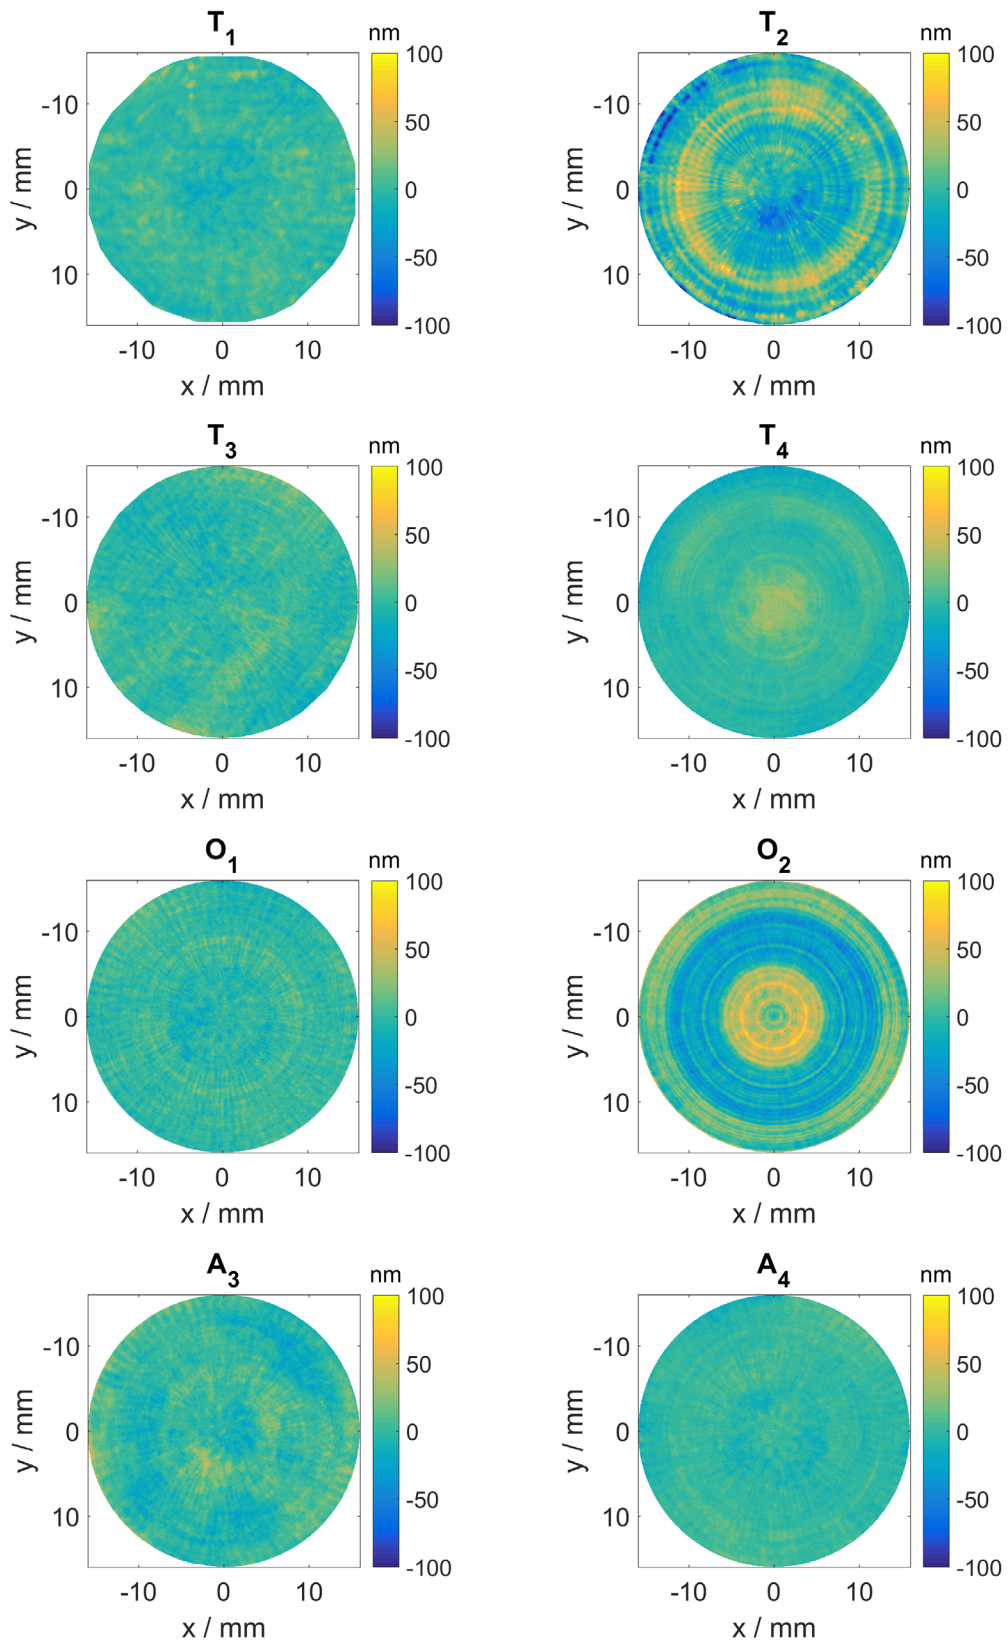 T1 nm T2 nm
100 100
-10 50 -10 50
y / mm 0 0 y / mm 0 0
10 -50 10 -50
-100 -100
-10 0 10 -10 0 10
x / mm x / mm
T3 nm T4 nm
100 100
-10 50 -10 50
y / mm 0 0 y / mm 0 0
10 -50 10 -50
-100 -100
-10 0 10 -10 0 10
x / mm x / mm
O1 nm O2 nm
100 100
-10 50 -10 50
y / mm 0 0 y / mm 0 0
10 -50 10 -50
-100 -100
-10 0 10 -10 0 10
x / mm x / mm
A3 nm A4 nm
100 100
-10 50 -10 50
y / mm 0 0 y / mm 0 0
10 -50 10 -50
-100 -100
-10 0 10 -10 0 10
x / mm x / mm